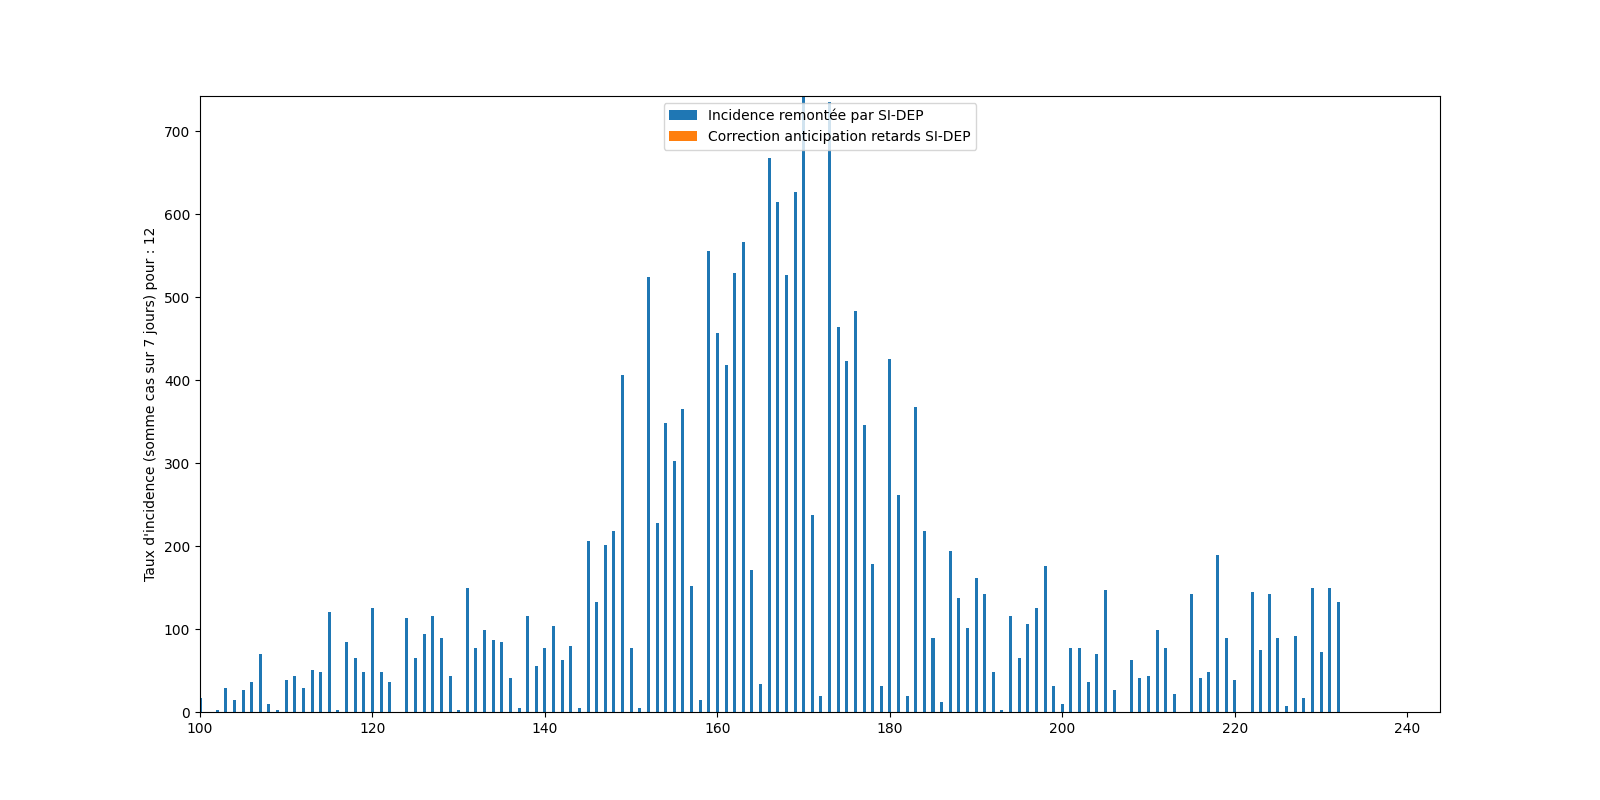 Incidence remontée par SI-DEP
Correction anticipation retards SI-DEP
Taux d'incidence (somme cas sur 7 jours) pour : 12
700
600
500
400
300
200
100
0
100 120 140 160 180 200 220 240